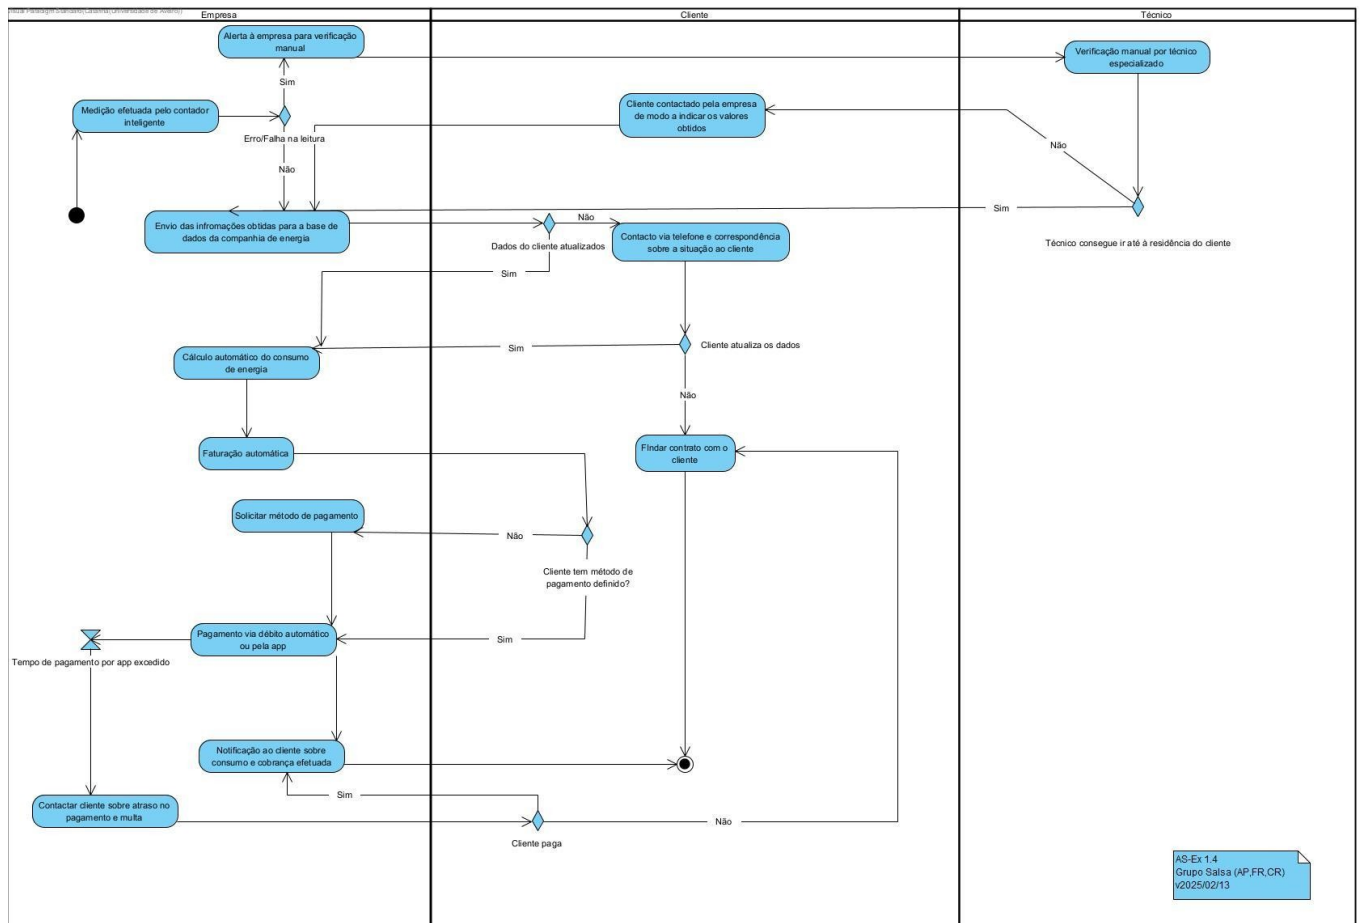 Visual Paradigm Standard(Catarina(Universidade de Aveiro))
Empresa
Cliente
Técnico
Alerta à empresa para verificação
manual
Verificação manual por técnico
especializado
Sim
Medição efetuada pelo contador
inteligente
Cliente contactado pela empresa
de modo a indicar os valores
obtidos
Erro/Falha na leitura
Não
Não
Sim
Envio das infromações obtidas para a base de
dados da companhia de energia
Não
Dados do cliente atualizados
Contacto via telefone e correspondência
sobre a situação ao cliente
Técnico consegue ir até à residência do cliente
Sim
Cálculo automático do consumo
de energia
Sim
Cliente atualiza os dados
Não
Faturação automática
FIndar contrato com o
cliente
Solicitar método de pagamento
Não
Cliente tem método de
pagamento definido?
Pagamento via débito automático
ou pela app
Sim
Tempo de pagamento por app excedido
Notificação ao cliente sobre
consumo e cobrança efetuada
Sim
Contactar cliente sobre atraso no
pagamento e multa
Não
Cliente paga
AS-Ex 1.4
Grupo Salsa (AP,FR,CR)
v2025/02/13